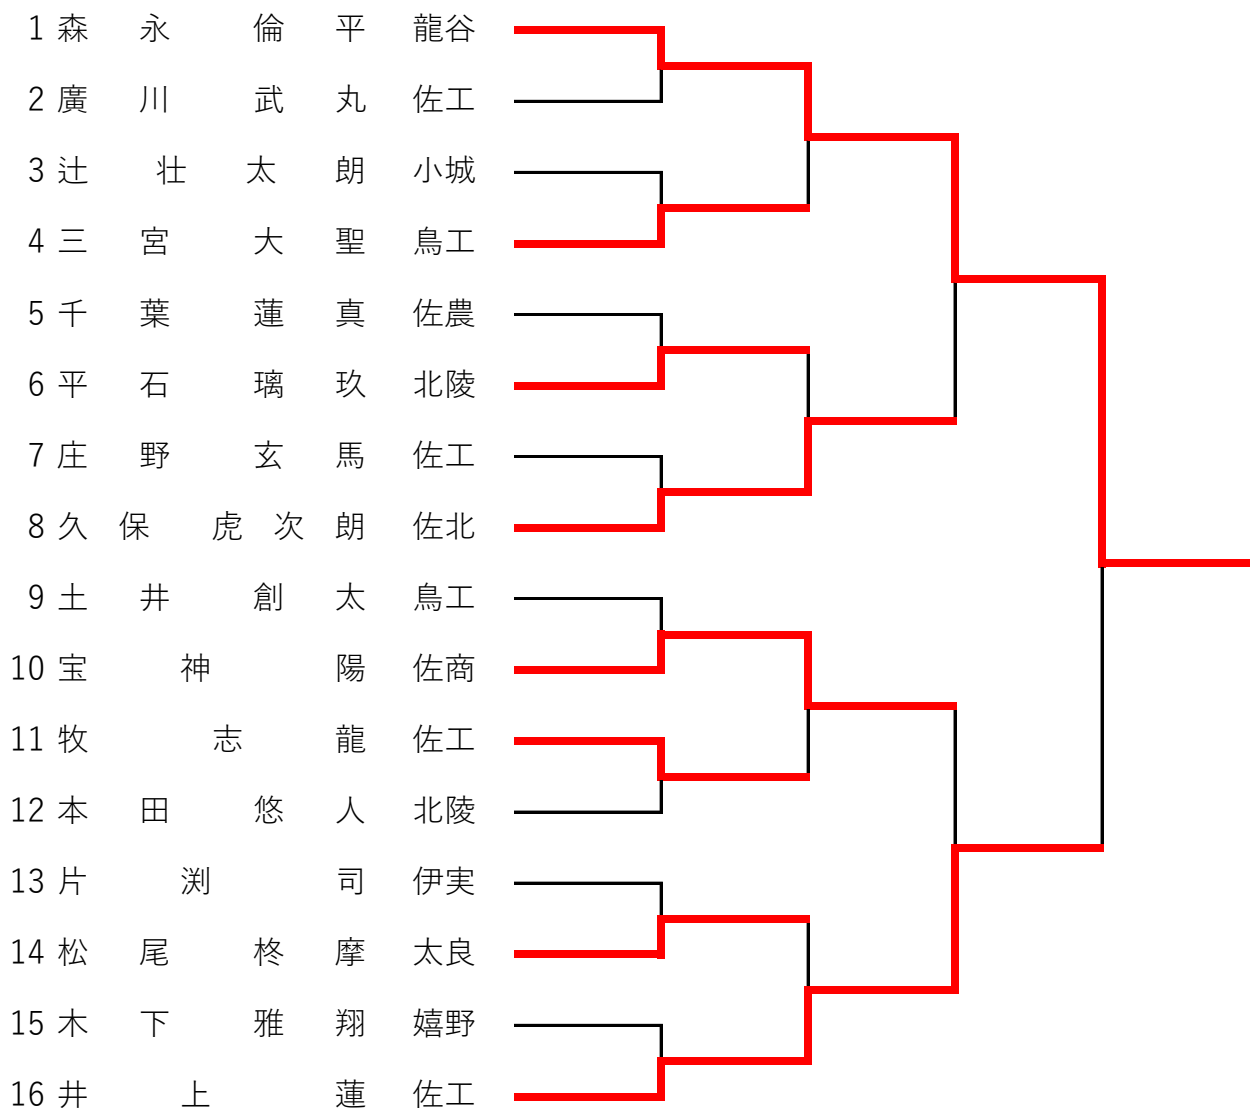 1 森永 倫平 龍谷
2 廣川 武丸 佐工
3 辻 壮太朗 小城
4 三宮 大聖 鳥工
5 千葉 蓮真 佐農
6 平石 璃玖 北陵
7 庄野 玄馬 佐工
8 久保 虎次朗 佐北
9 土井 創太 鳥工
10 宝神 陽 佐商
11 牧 志龍 佐工
12 本田 悠人 北陵
13 片渕 司 伊実
14 松尾 柊摩 太良
15 木下 雅翔 嬉野
16 井上 蓮 佐工